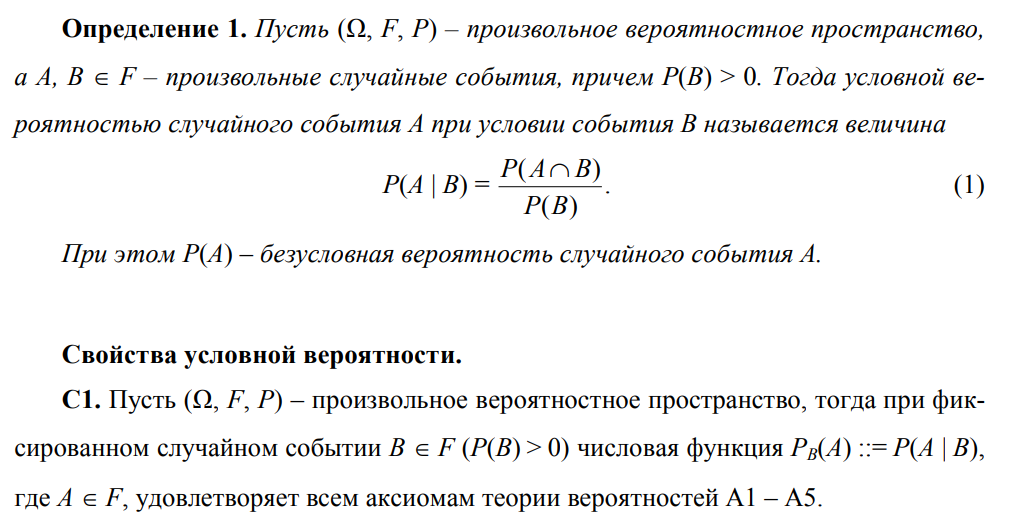 Определение 1. Пусть (Ω, F, P) – произвольное вероятностное пространство,
а A, B ∈ F – произвольные случайные события, причем P(B) > 0. Тогда условной ве-
роятностью случайного события A при условии события B называется величина
P(A | B) = P(A ∩ B) / P(B). (1)
При этом P(A) – безусловная вероятность случайного события A.
Свойства условной вероятности.
С1. Пусть (Ω, F, P) – произвольное вероятностное пространство, тогда при фик-
сированном случайном событии B ∈ F (P(B) > 0) числовая функция P_B(A) ::= P(A | B),
где A ∈ F, удовлетворяет всем аксиомам теории вероятностей А1 – А5.